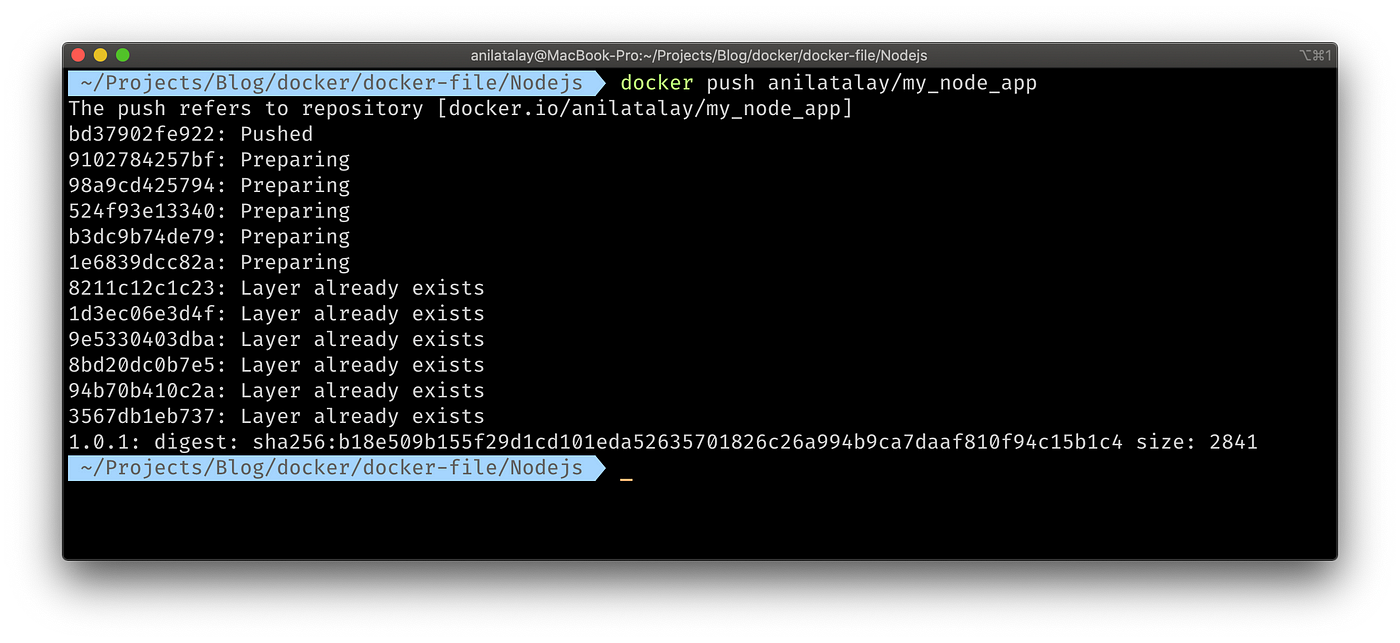 anilatalay@MacBook-Pro:~/Projects/Blog/docker/docker-file/Nodejs ⌥⌘1
~/Projects/Blog/docker/docker-file/Nodejs docker push anilatalay/my_node_app
The push refers to repository [docker.io/anilatalay/my_node_app]
bd37902fe922: Pushed
9102784257bf: Preparing
98a9cd425794: Preparing
524f93e13340: Preparing
b3dc9b74de79: Preparing
1e6839dcc82a: Preparing
8211c12c1c23: Layer already exists
1d3ec06e3d4f: Layer already exists
9e5330403dba: Layer already exists
8bd20dc0b7e5: Layer already exists
94b70b410c2a: Layer already exists
3567db1eb737: Layer already exists
1.0.1: digest: sha256:b18e509b155f29d1cd101eda52635701826c26a994b9ca7daaf810f94c15b1c4 size: 2841
~/Projects/Blog/docker/docker-file/Nodejs _